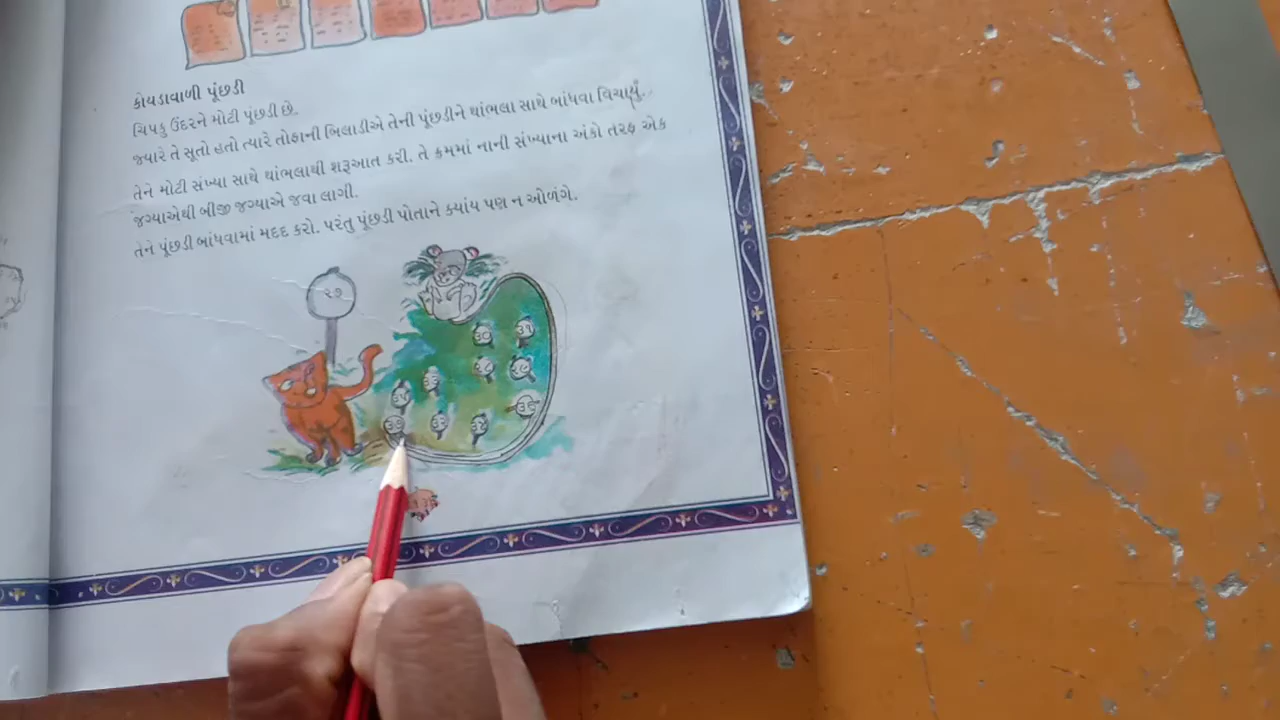 કોયડાવાળી પૂંછડી
ચિપકુ ઉંદરને મોટી પૂંછડી છે.
જ્યારે તે સૂતો હતો ત્યારે તોફાની બિલાડીએ તેની પૂંછડીને થાંભલા સાથે બાંધવા વિચાર્યું.
તેને મોટી સંખ્યા સાથે થાંભલાથી શરૂઆત કરી. તે ક્રમમાં નાની સંખ્યાના અંકો તરફ એક
જગ્યાએથી બીજી જગ્યાએ જવા લાગી.
તેને પૂંછડી બાંધવામાં મદદ કરો. પરંતુ પૂંછડી પોતાને ક્યાંય પણ ન ઓળંગે.
૨૭